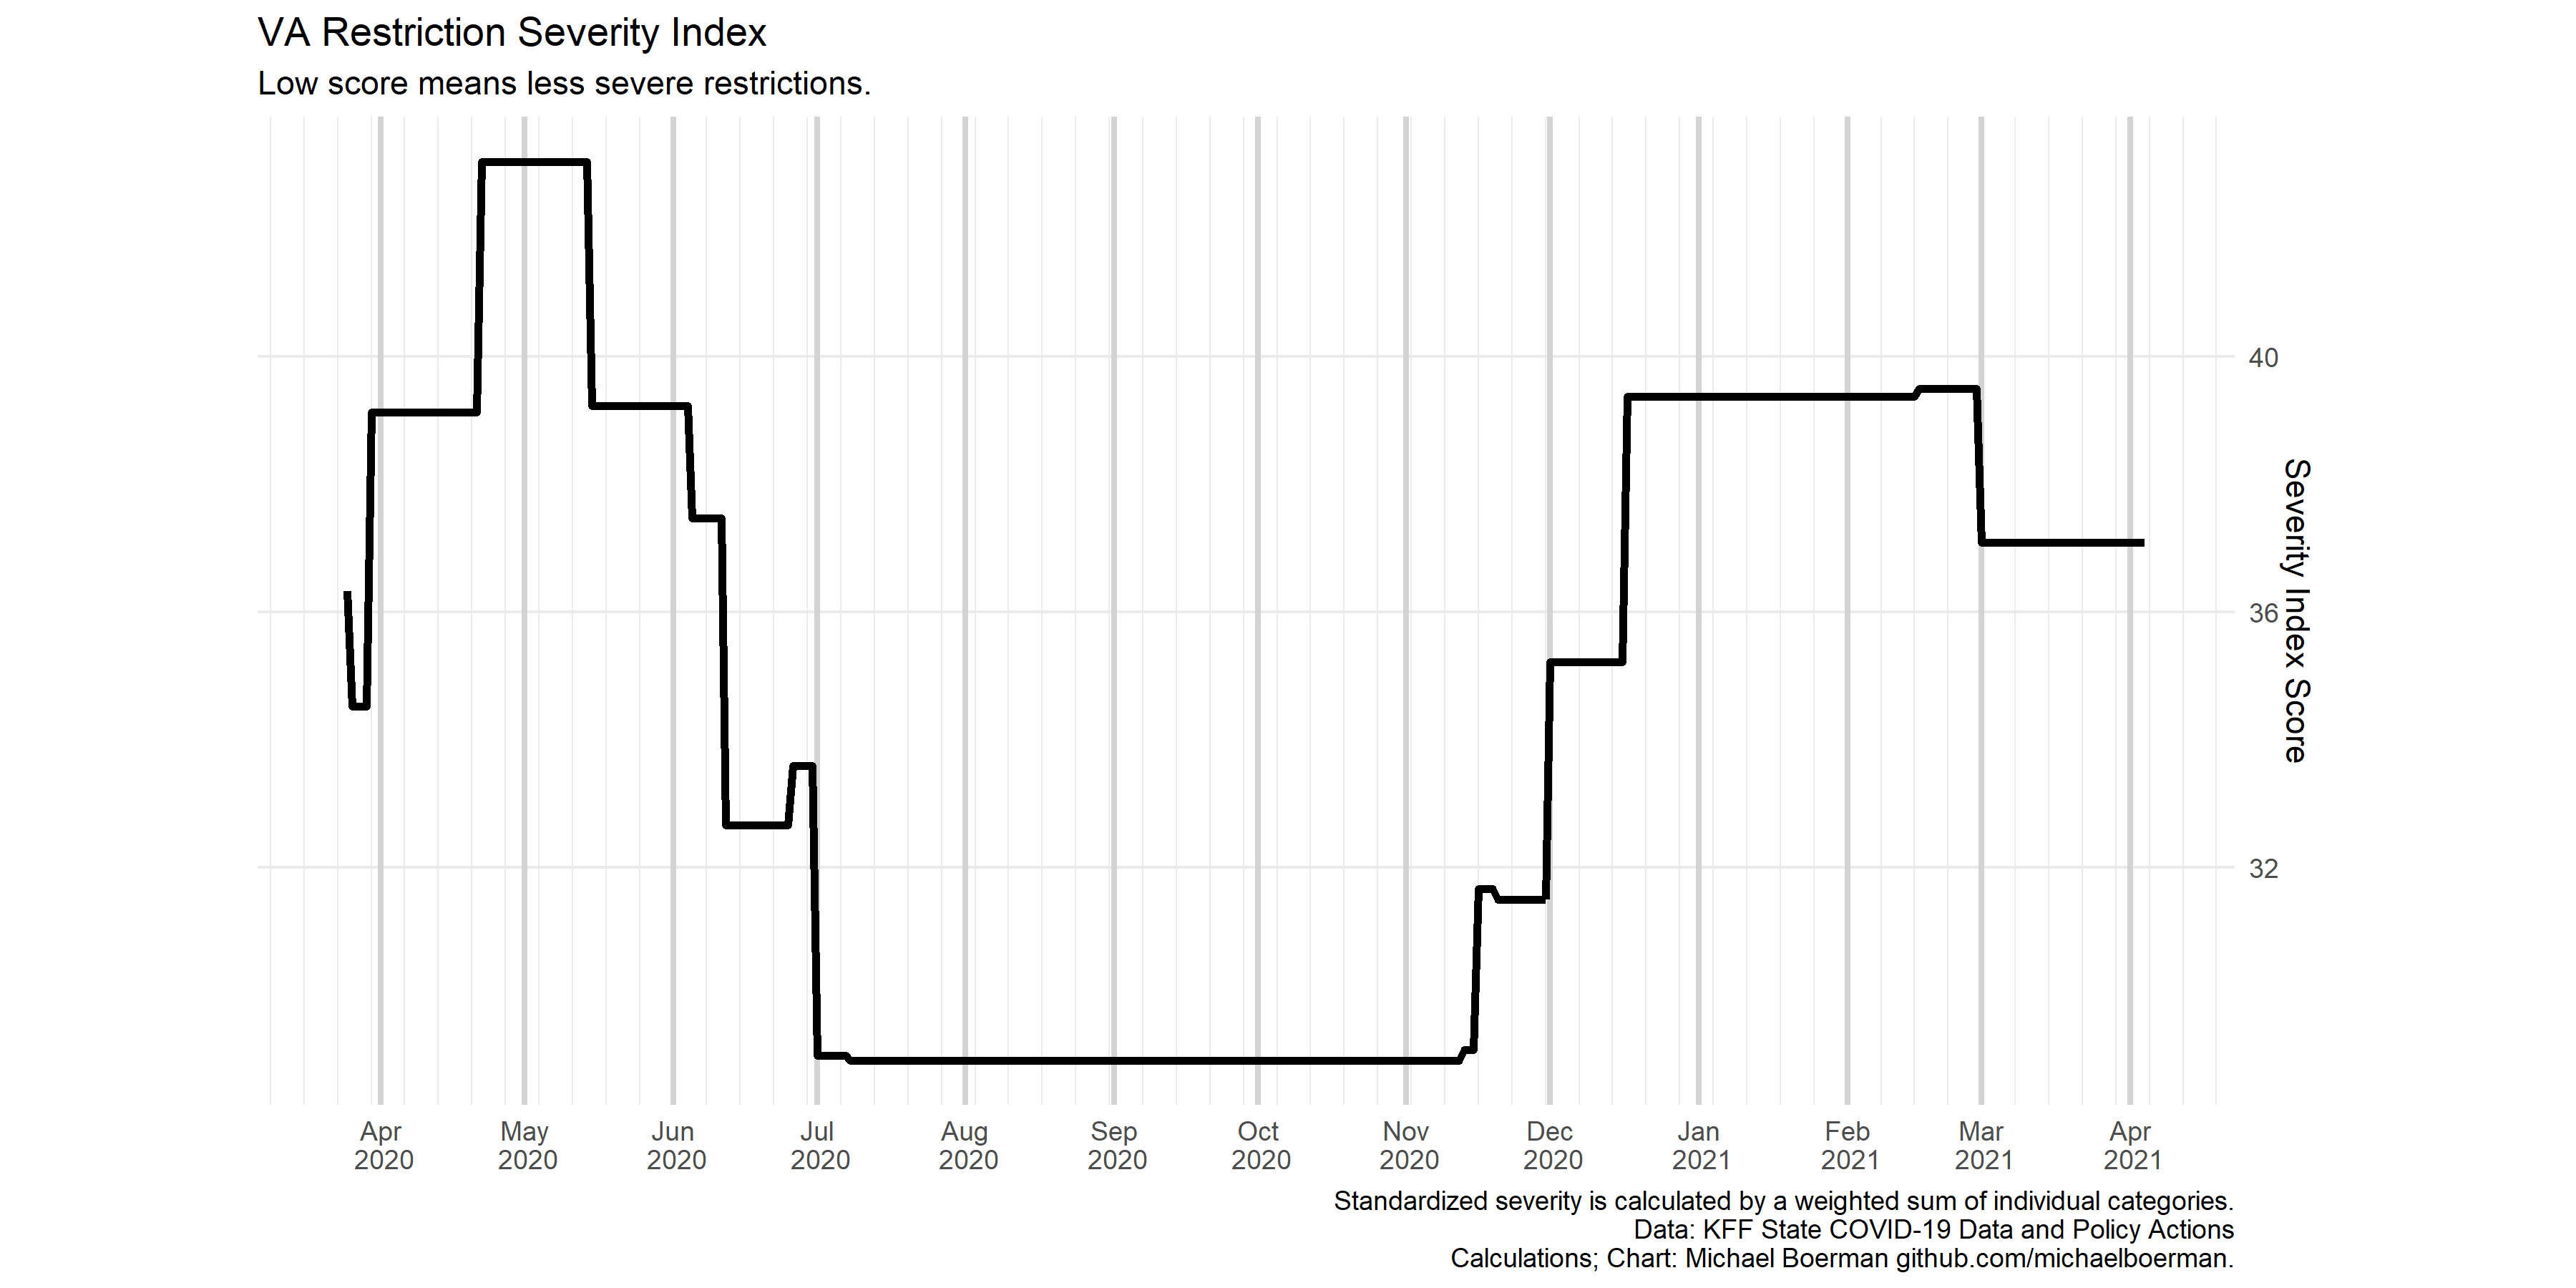 VA Restriction Severity Index
Low score means less severe restrictions.
40
36
32
Severity Index Score
Apr 2020
May 2020
Jun 2020
Jul 2020
Aug 2020
Sep 2020
Oct 2020
Nov 2020
Dec 2020
Jan 2021
Feb 2021
Mar 2021
Apr 2021
Standardized severity is calculated by a weighted sum of individual categories.
Data: KFF State COVID-19 Data and Policy Actions
Calculations; Chart: Michael Boerman github.com/michaelboerman.